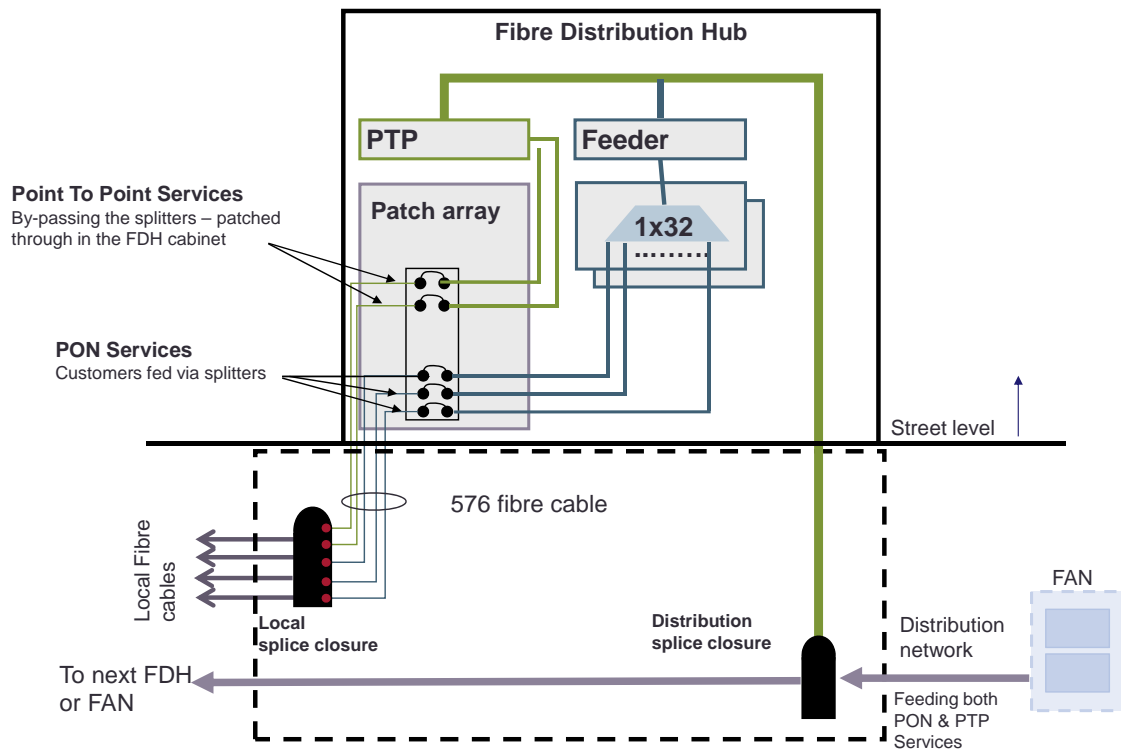 Fibre Distribution Hub
PTP
Feeder
Point To Point Services
By-passing the splitters – patched
through in the FDH cabinet
Patch array
1x32
PON Services
Customers fed via splitters
Street level
576 fibre cable
Local Fibre
cables
Local
splice closure
Distribution
splice closure
FAN
Distribution
network
To next FDH
or FAN
Feeding both
PON & PTP
Services